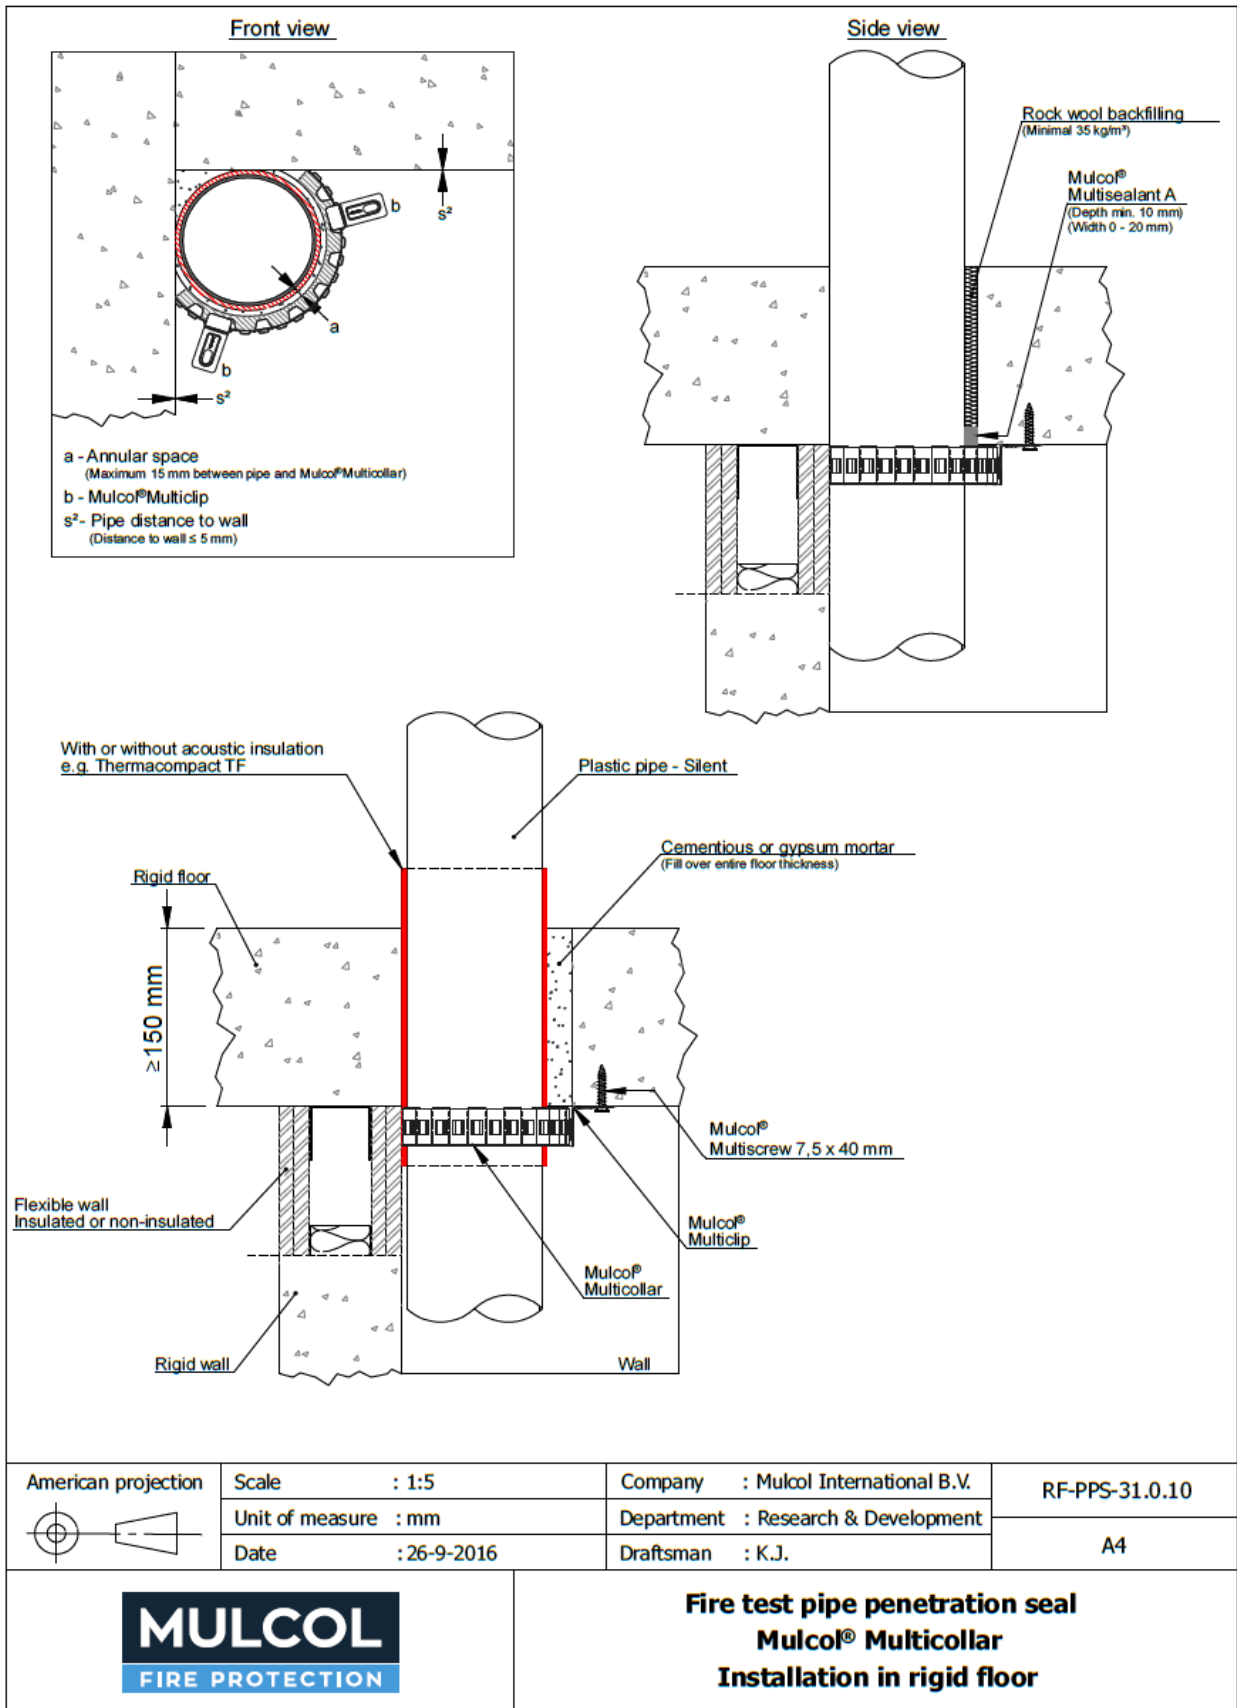 Front view
Side view
b
s²
a
b
s²
a - Annular space
(Maximum 15 mm between pipe and Mulcol® Multicollar)
b - Mulcol® Multiclip
s² - Pipe distance to wall
(Distance to wall ≤ 5 mm)
Rock wool backfilling
(Minimal 35 kg/m³)
Mulcol®
Multisealant A
(Depth min. 10 mm)
(Width 0 - 20 mm)
With or without acoustic insulation
e.g. Thermacompact TF
Plastic pipe - Silent
Cementious or gypsum mortar
(Fill over entire floor thickness)
Rigid floor
≥150 mm
Mulcol®
Multiscrew 7,5 x 40 mm
Flexible wall
Insulated or non-insulated
Mulcol®
Multiclip
Mulcol®
Multicollar
Rigid wall
Wall
American projection
Scale : 1:5
Unit of measure : mm
Date : 26-9-2016
Company : Mulcol International B.V.
Department : Research & Development
Draftsman : K.J.
RF-PPS-31.0.10
A4
MULCOL
FIRE PROTECTION
Fire test pipe penetration seal
Mulcol® Multicollar
Installation in rigid floor